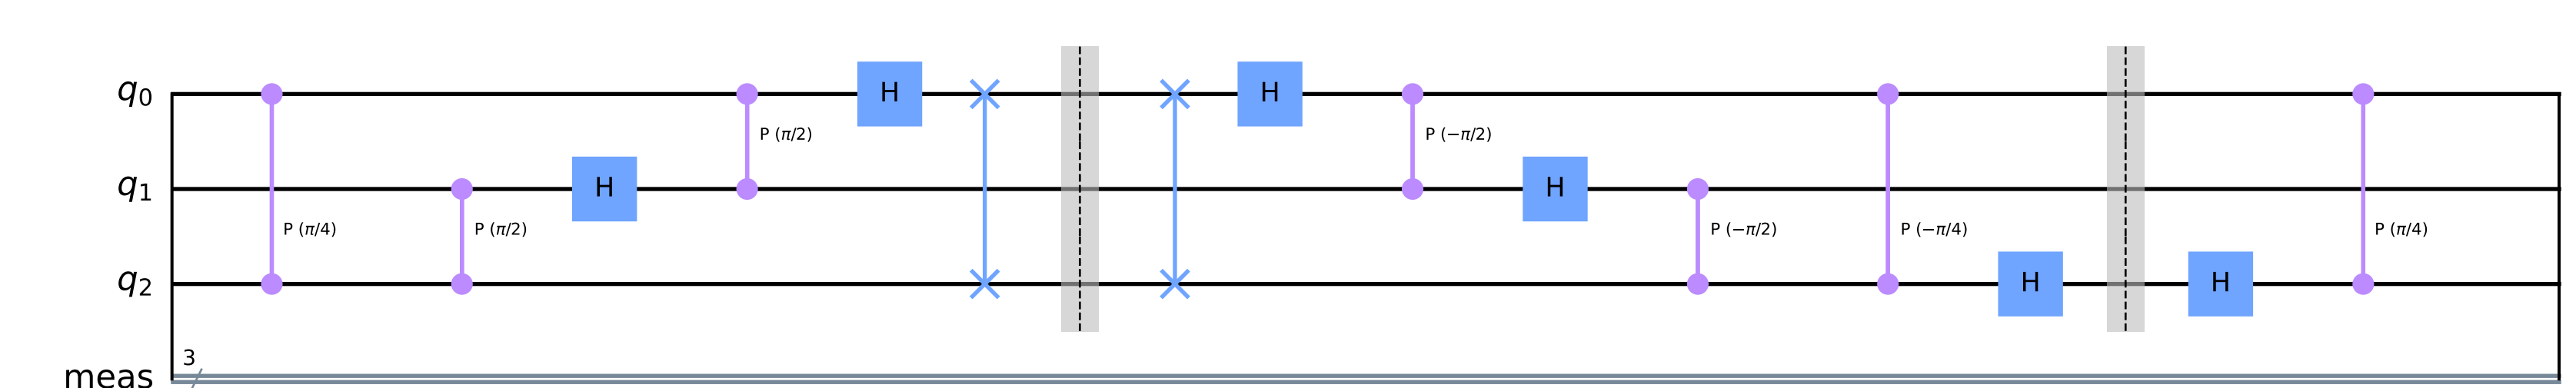 q0 H H
P (π/2) P (−π/2)
q1 H H
P (π/4) P (π/2) P (−π/2) P (−π/4) P (π/4)
q2 H H
3
meas